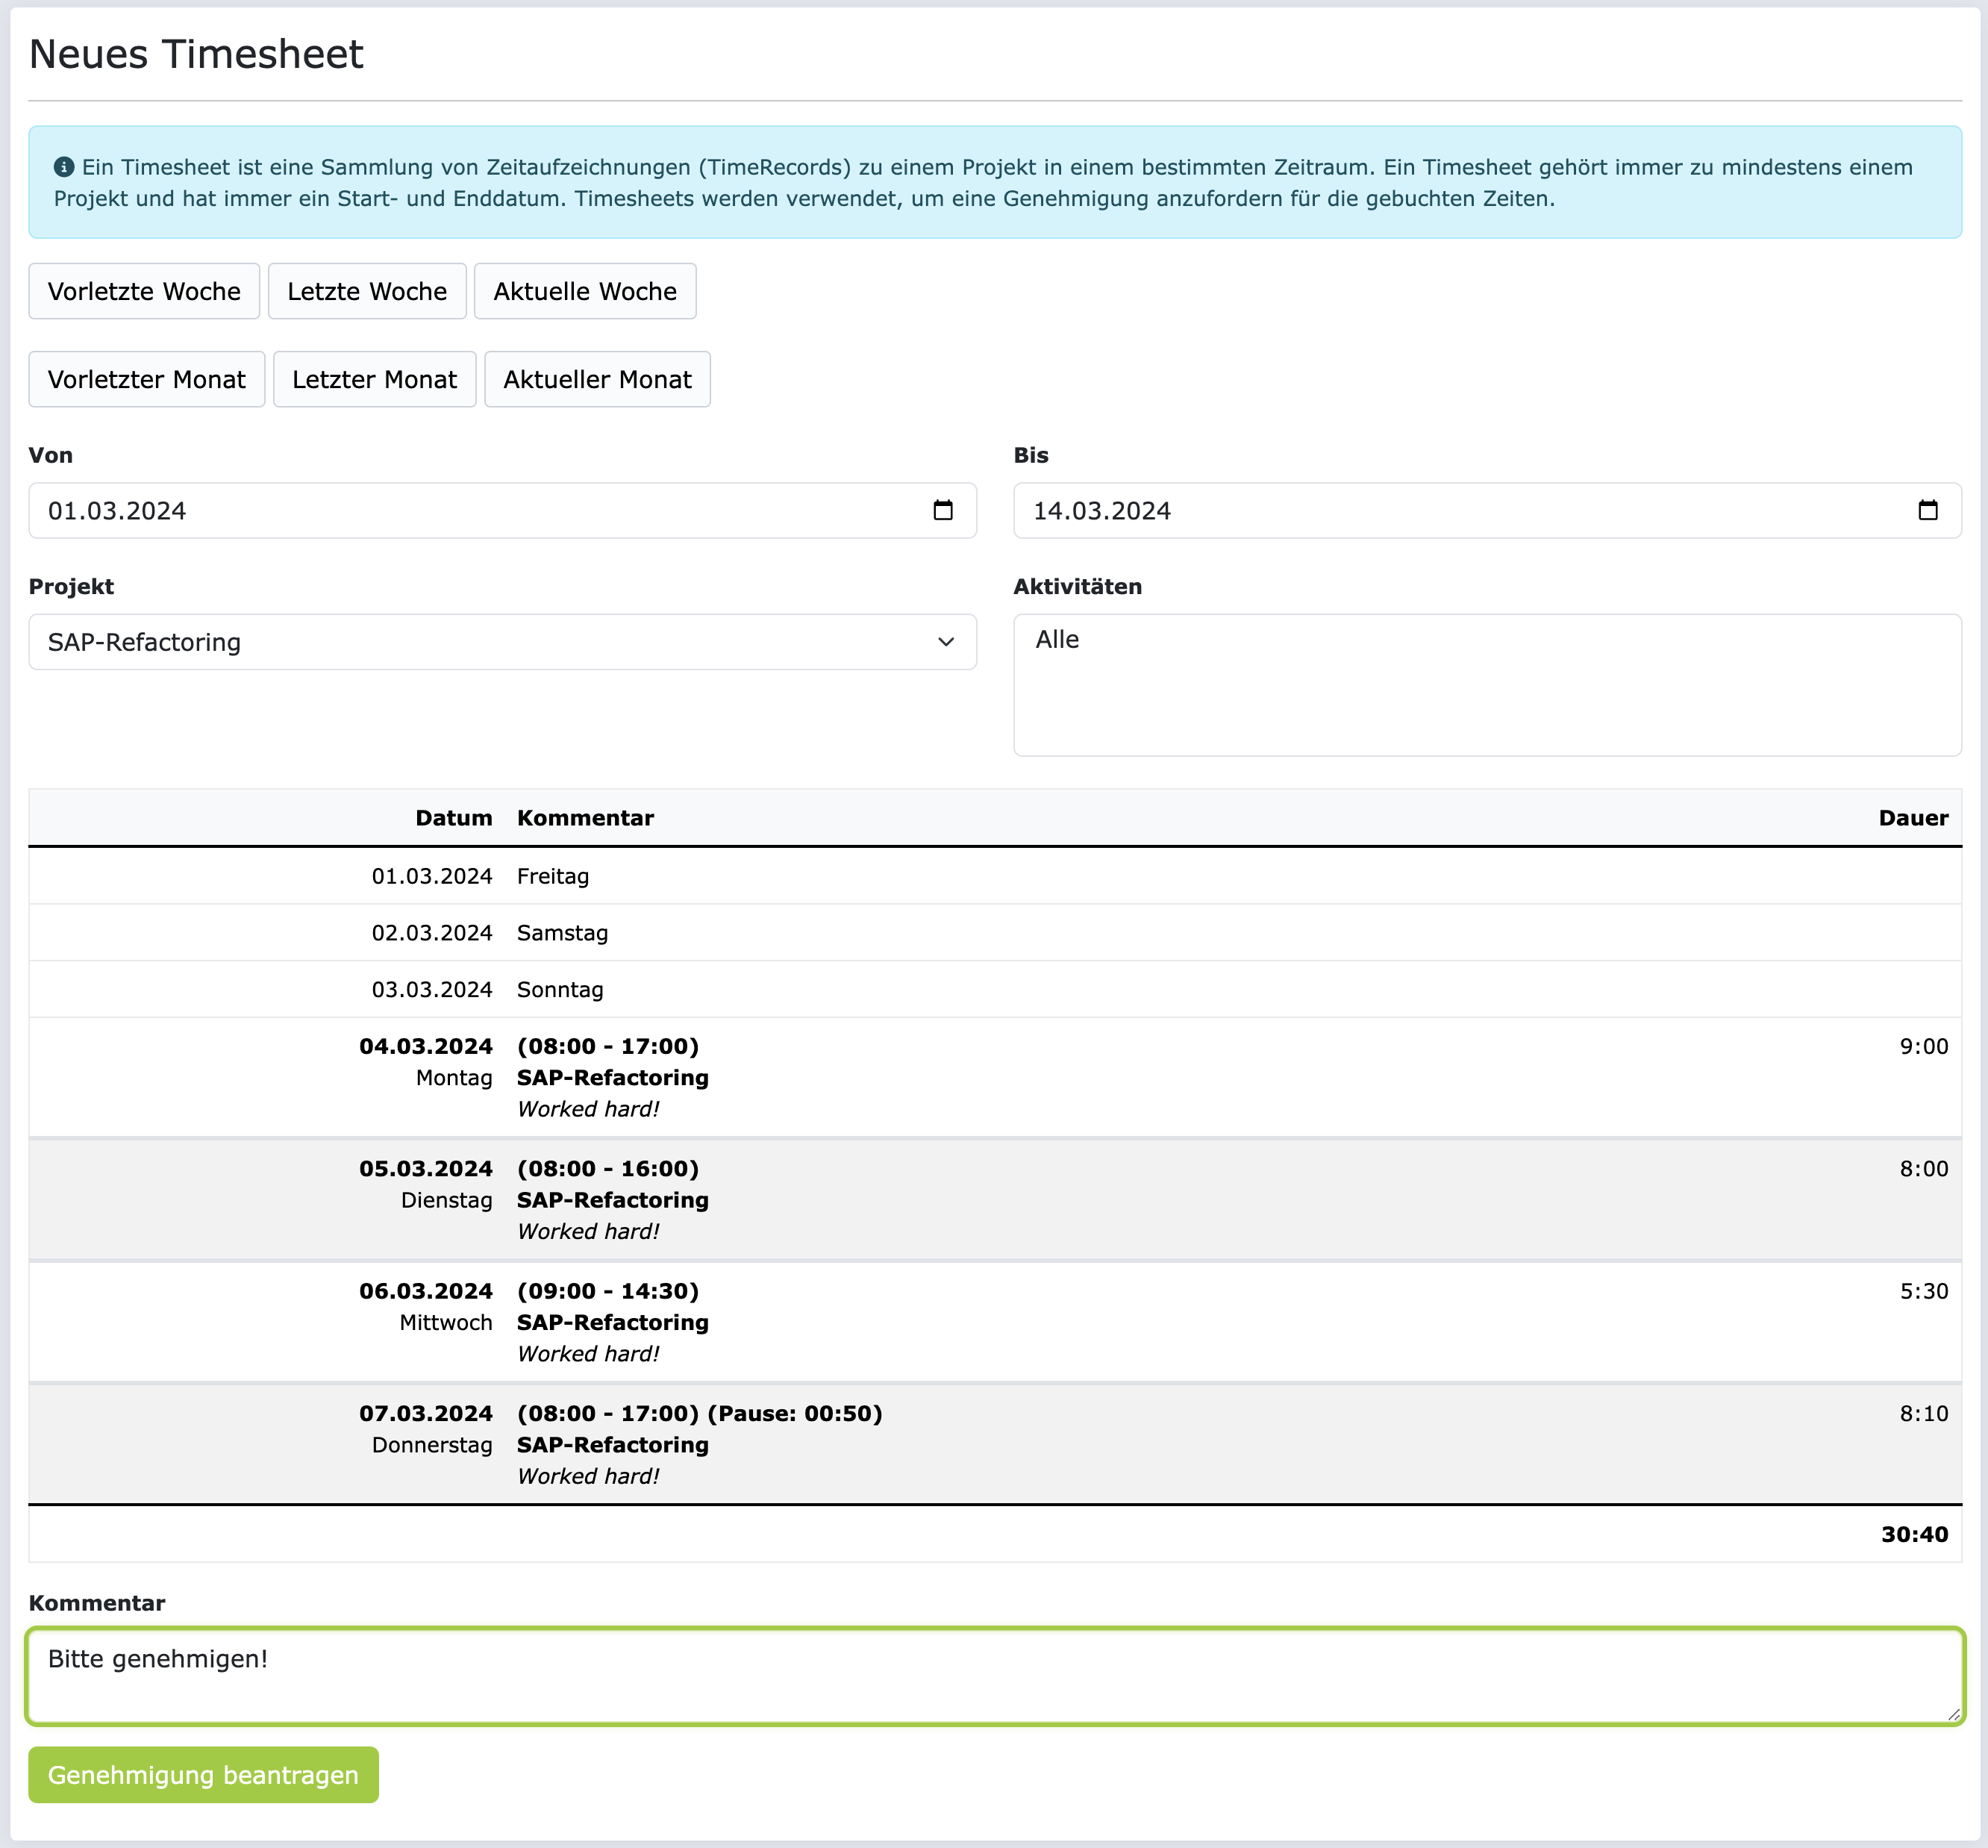 Neues Timesheet
Ein Timesheet ist eine Sammlung von Zeitaufzeichnungen (TimeRecords) zu einem Projekt in einem bestimmten Zeitraum. Ein Timesheet gehört immer zu mindestens einem
Projekt und hat immer ein Start- und Enddatum. Timesheets werden verwendet, um eine Genehmigung anzufordern für die gebuchten Zeiten.
Vorletzte Woche Letzte Woche Aktuelle Woche
Vorletzter Monat Letzter Monat Aktueller Monat
Von Bis
01.03.2024 14.03.2024
Projekt Aktivitäten
SAP-Refactoring Alle
Datum Kommentar Dauer
01.03.2024 Freitag
02.03.2024 Samstag
03.03.2024 Sonntag
04.03.2024 (08:00 - 17:00) 9:00
Montag SAP-Refactoring
Worked hard!
05.03.2024 (08:00 - 16:00) 8:00
Dienstag SAP-Refactoring
Worked hard!
06.03.2024 (09:00 - 14:30) 5:30
Mittwoch SAP-Refactoring
Worked hard!
07.03.2024 (08:00 - 17:00) (Pause: 00:50) 8:10
Donnerstag SAP-Refactoring
Worked hard!
30:40
Kommentar
Bitte genehmigen!
Genehmigung beantragen